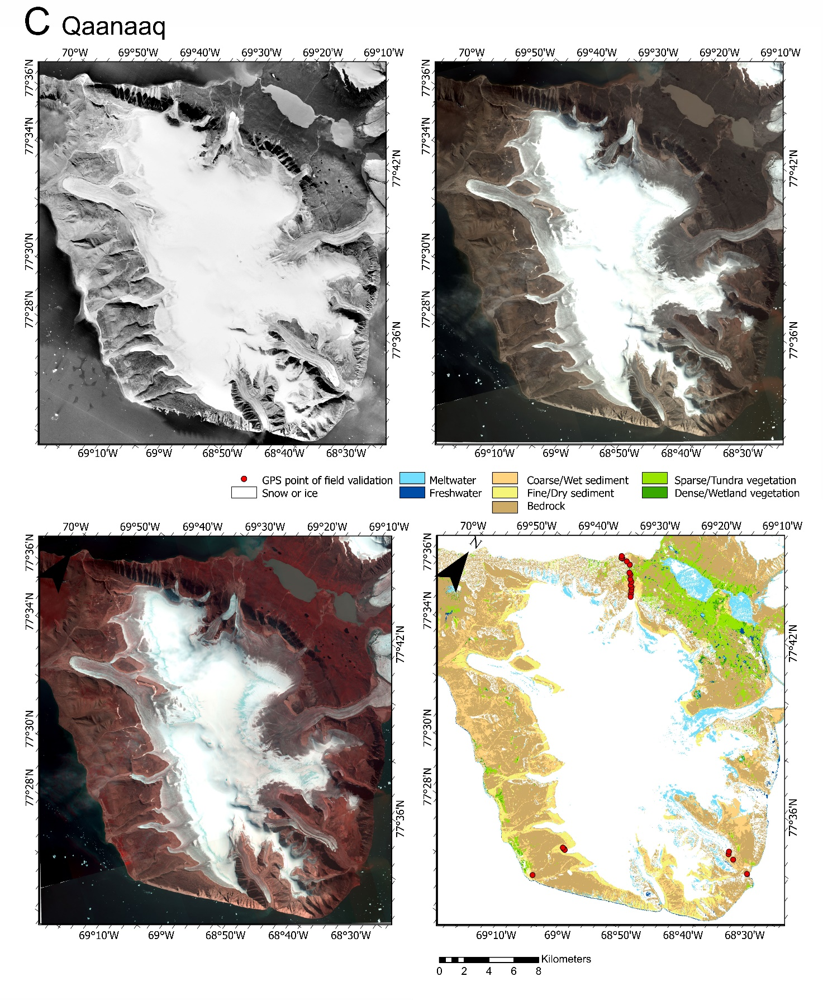 C Qaanaaq
70°W 69°50'W 69°40'W 69°30'W 69°20'W 69°10'W
70°W 69°50'W 69°40'W 69°30'W 69°20'W 69°10'W
77°36'N
77°34'N
77°30'N
77°28'N
77°42'N
77°36'N
77°36'N
77°34'N
77°30'N
77°28'N
77°42'N
77°36'N
69°10'W 69°W 68°50'W 68°40'W 68°30'W
69°10'W 69°W 68°50'W 68°40'W 68°30'W
GPS point of field validation
Snow or ice
Meltwater
Freshwater
Coarse/Wet sediment
Fine/Dry sediment
Bedrock
Sparse/Tundra vegetation
Dense/Wetland vegetation
70°W 69°50'W 69°40'W 69°30'W 69°20'W 69°10'W
70°W 69°50'W 69°40'W 69°30'W 69°20'W 69°10'W
77°36'N
77°34'N
77°30'N
77°28'N
77°42'N
77°36'N
N
77°36'N
77°34'N
77°30'N
77°28'N
77°42'N
77°36'N
69°10'W 69°W 68°50'W 68°40'W 68°30'W
69°10'W 69°W 68°50'W 68°40'W 68°30'W
Kilometers
0 2 4 6 8